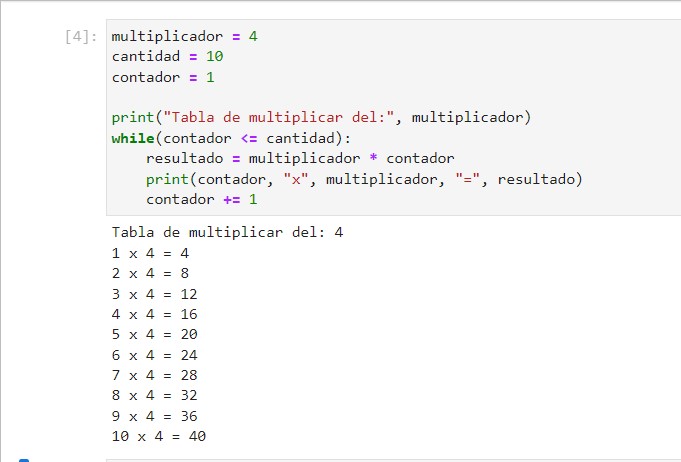 [4]: multiplicador = 4
cantidad = 10
contador = 1
print("Tabla de multiplicar del:", multiplicador)
while(contador <= cantidad):
    resultado = multiplicador * contador
    print(contador, "x", multiplicador, "=", resultado)
    contador += 1
Tabla de multiplicar del: 4
1 x 4 = 4
2 x 4 = 8
3 x 4 = 12
4 x 4 = 16
5 x 4 = 20
6 x 4 = 24
7 x 4 = 28
8 x 4 = 32
9 x 4 = 36
10 x 4 = 40